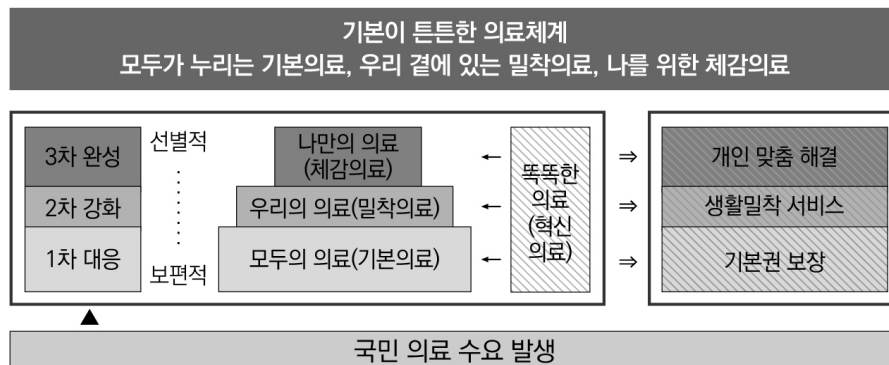 기본이 튼튼한 의료체계
모두가 누리는 기본의료, 우리 곁에 있는 밀착의료, 나를 위한 체감의료
3차 완성
선별적
나만의 의료
(체감의료)
←
똑똑한
의료
(혁신
의료)
⇒
개인 맞춤 해결
2차 강화
우리의 의료(밀착의료)
←
⇒
생활밀착 서비스
1차 대응
보편적
모두의 의료(기본의료)
←
⇒
기본권 보장
▲
국민 의료 수요 발생